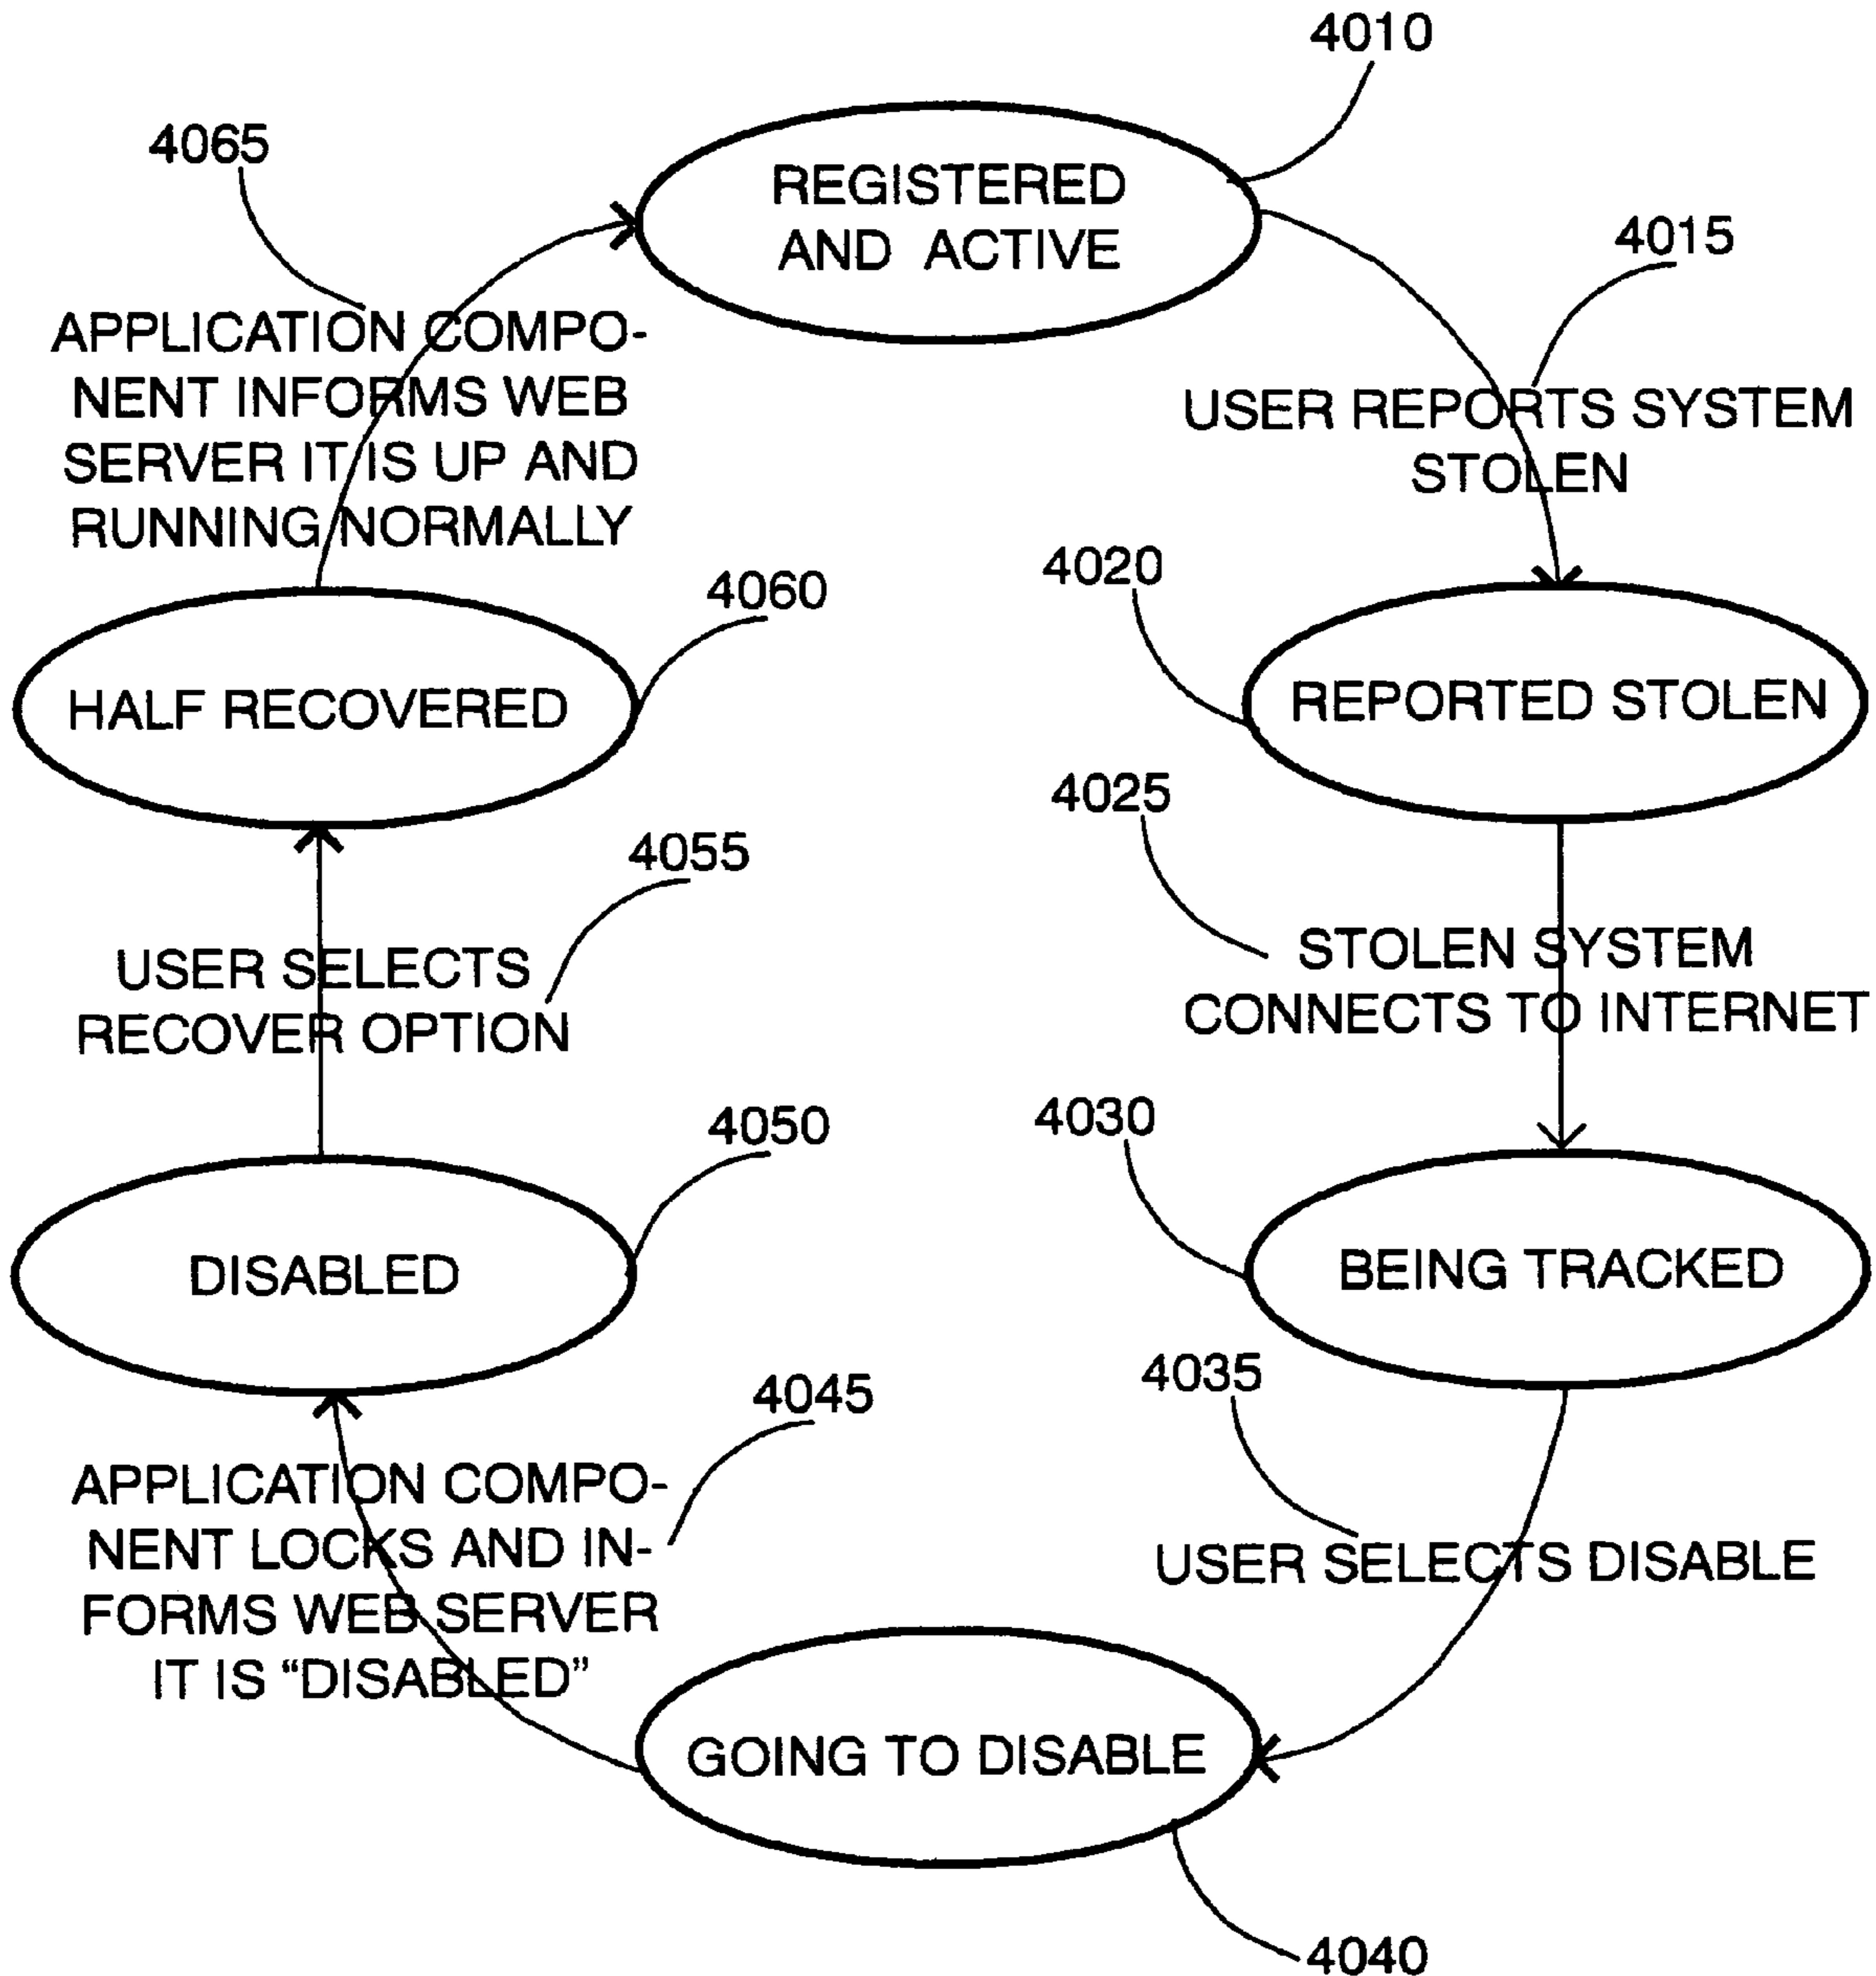 4010
4065
REGISTERED
AND ACTIVE
4015
APPLICATION COMPO-
NENT INFORMS WEB
SERVER IT IS UP AND
RUNNING NORMALLY
USER REPORTS SYSTEM
STOLEN
4020
4060
HALF RECOVERED
REPORTED STOLEN
4025
4055
STOLEN SYSTEM
CONNECTS TO INTERNET
USER SELECTS
RECOVER OPTION
4030
4050
DISABLED
BEING TRACKED
4035
4045
APPLICATION COMPO-
NENT LOCKS AND IN-
FORMS WEB SERVER
IT IS “DISABLED”
USER SELECTS DISABLE
GOING TO DISABLE
4040